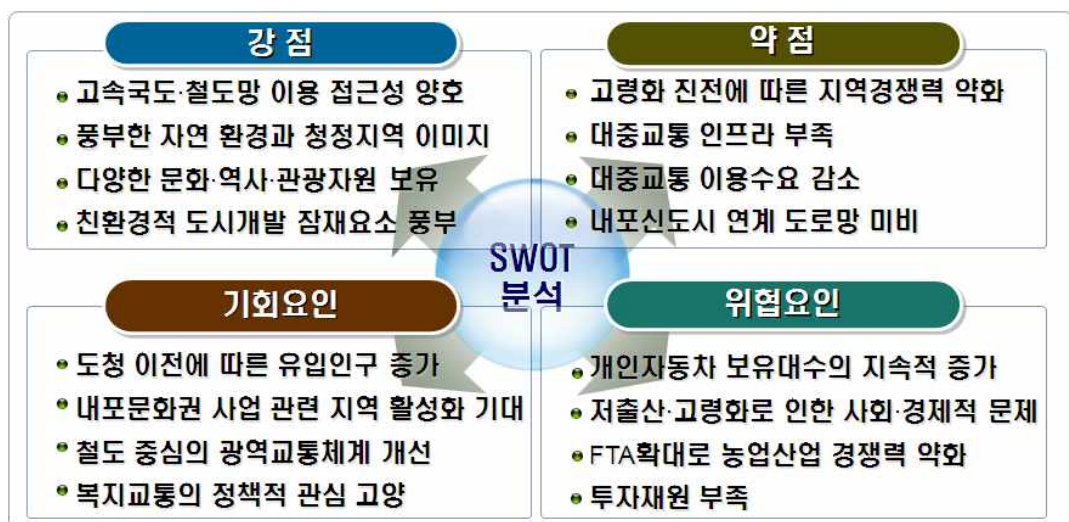 강 점
고속국도·철도망 이용 접근성 양호
풍부한 자연 환경과 청정지역 이미지
다양한 문화·역사·관광자원 보유
친환경적 도시개발 잠재요소 풍부
약 점
고령화 진전에 따른 지역경쟁력 약화
대중교통 인프라 부족
대중교통 이용수요 감소
내포신도시 연계 도로망 미비
SWOT
분석
기회요인
도청 이전에 따른 유입인구 증가
내포문화권 사업 관련 지역 활성화 기대
철도 중심의 광역교통체계 개선
복지교통의 정책적 관심 고양
위협요인
개인자동차 보유대수의 지속적 증가
저출산·고령화로 인한 사회·경제적 문제
FTA확대로 농업산업 경쟁력 약화
투자재원 부족